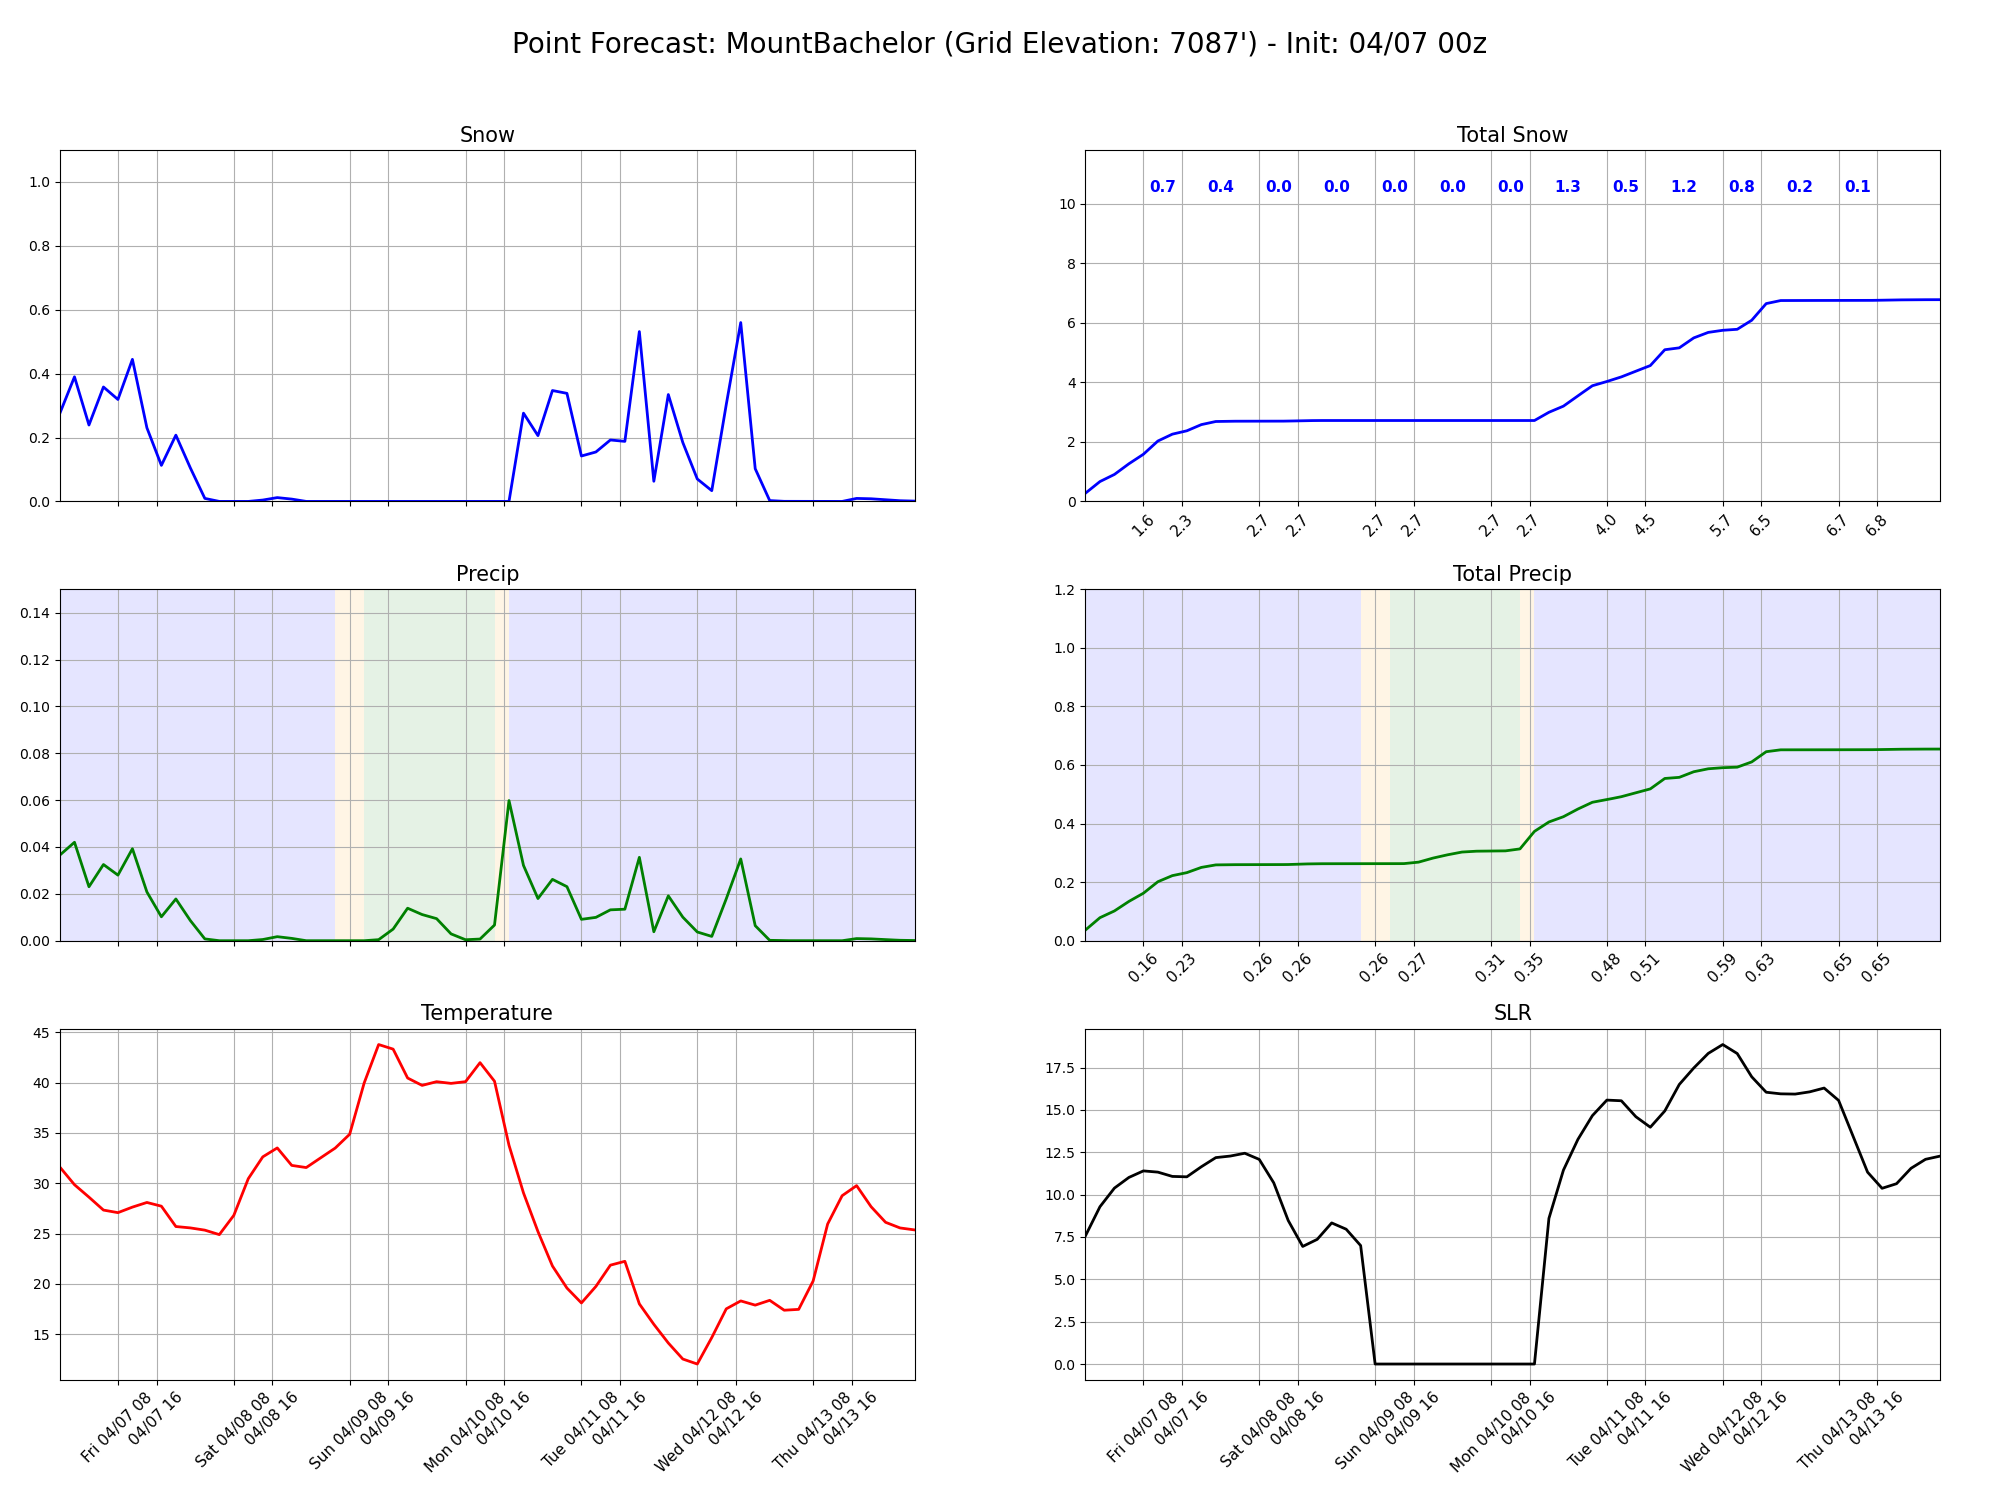 Point Forecast: MountBachelor (Grid Elevation: 7087') - Init: 04/07 00z
Snow
1.0
0.8
0.6
0.4
0.2
0.0
Total Snow
0.7 0.4 0.0 0.0 0.0 0.0 0.0 1.3 0.5 1.2 0.8 0.2 0.1
10
8
6
4
2
0
1.6 2.3 2.7 2.7 2.7 2.7 2.7 2.7 4.0 4.5 5.7 6.5 6.7 6.8
Precip
0.14
0.12
0.10
0.08
0.06
0.04
0.02
0.00
Total Precip
1.2
1.0
0.8
0.6
0.4
0.2
0.0
0.16 0.23 0.26 0.26 0.26 0.27 0.31 0.35 0.48 0.51 0.59 0.63 0.65 0.65
Temperature
45
40
35
30
25
20
15
Fri 04/07 08
04/07 16
Sat 04/08 08
04/08 16
Sun 04/09 08
04/09 16
Mon 04/10 08
04/10 16
Tue 04/11 08
04/11 16
Wed 04/12 08
04/12 16
Thu 04/13 08
04/13 16
SLR
17.5
15.0
12.5
10.0
7.5
5.0
2.5
0.0
Fri 04/07 08
04/07 16
Sat 04/08 08
04/08 16
Sun 04/09 08
04/09 16
Mon 04/10 08
04/10 16
Tue 04/11 08
04/11 16
Wed 04/12 08
04/12 16
Thu 04/13 08
04/13 16